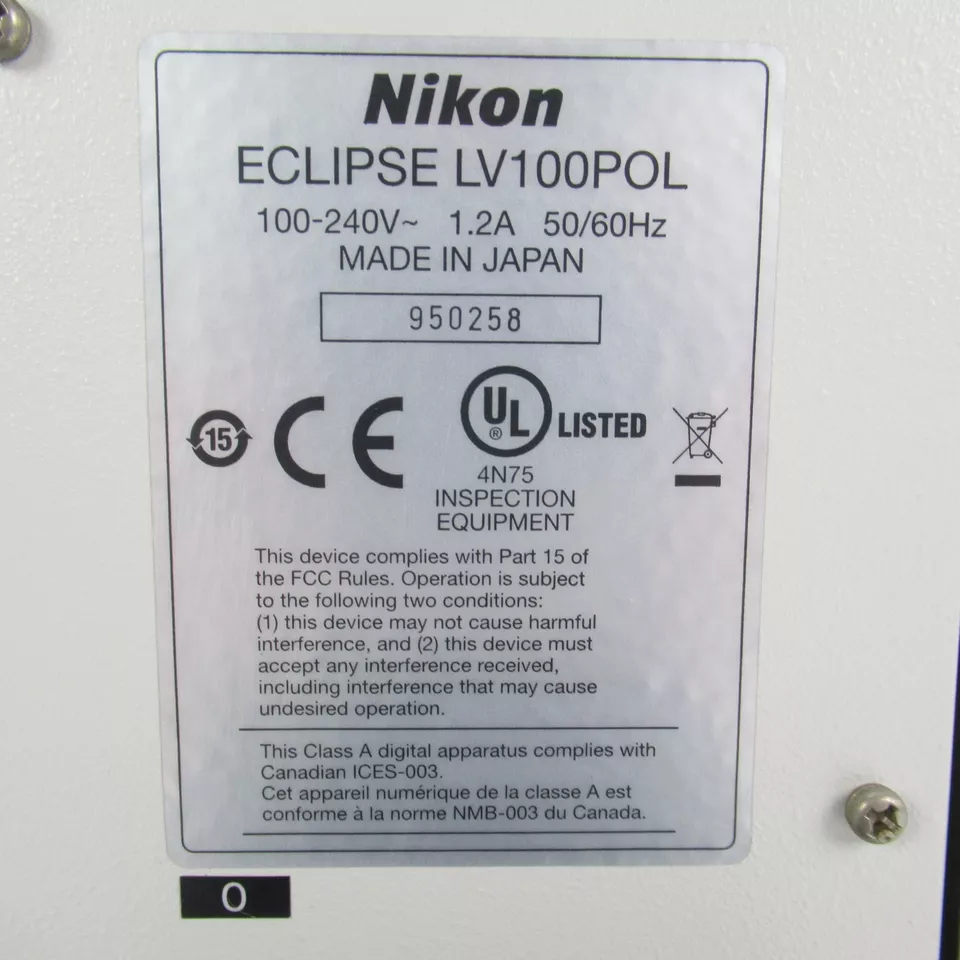 Nikon
ECLIPSE LV100POL
100-240V~ 1.2A 50/60Hz
MADE IN JAPAN
950258
15
CE
UL
®
LISTED
4N75
INSPECTION
EQUIPMENT
This device complies with Part 15 of
the FCC Rules. Operation is subject
to the following two conditions:
(1) this device may not cause harmful
interference, and (2) this device must
accept any interference received,
including interference that may cause
undesired operation.
This Class A digital apparatus complies with
Canadian ICES-003.
Cet appareil numérique de la classe A est
conforme à la norme NMB-003 du Canada.
0